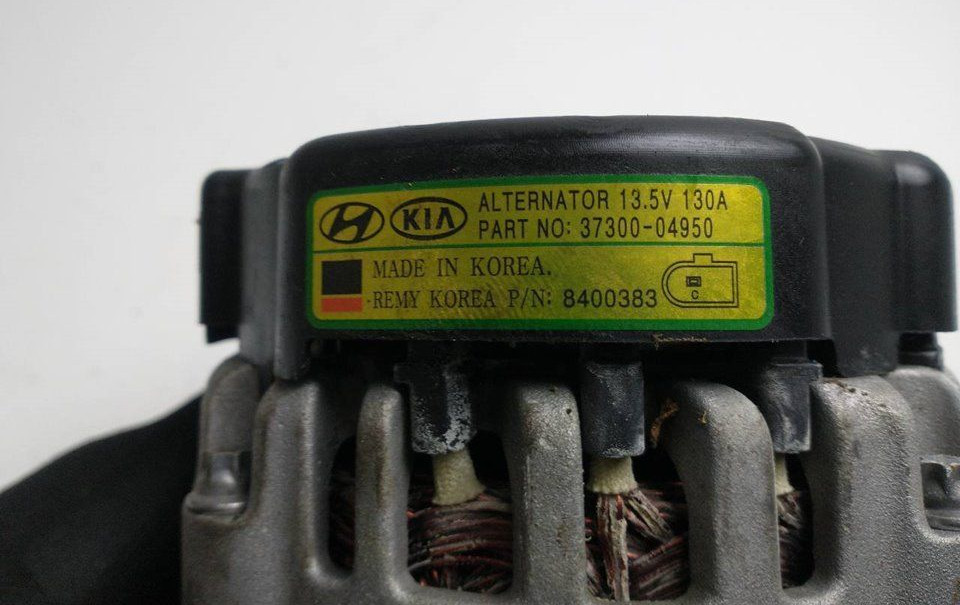 KIA ALTERNATOR 13.5V 130A
PART NO: 37300-04950
MADE IN KOREA.
-REMY KOREA P/N: 8400383
C